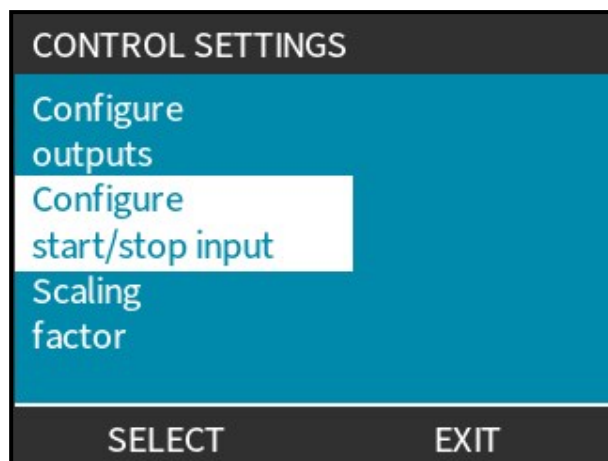 CONTROL SETTINGS
Configure
outputs
Configure
start/stop input
Scaling
factor
SELECT EXIT